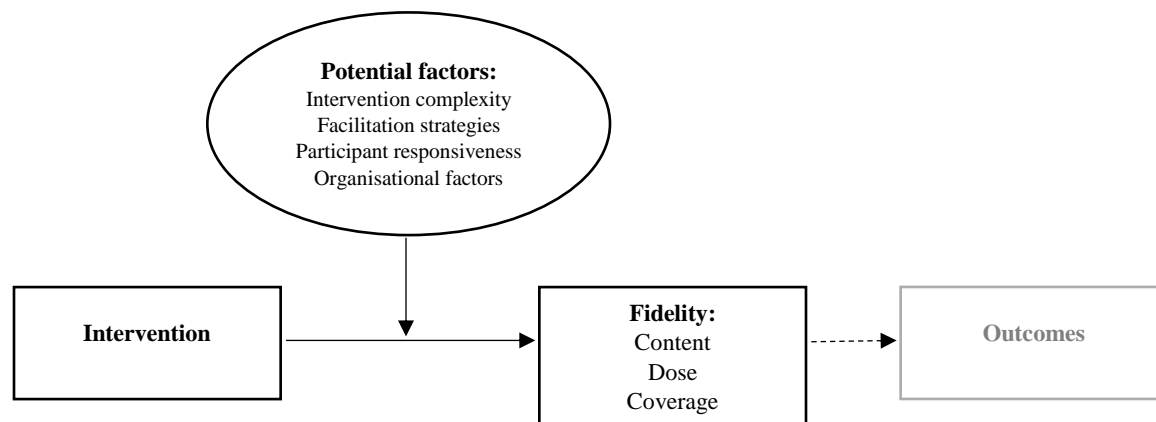 Potential factors:
Intervention complexity
Facilitation strategies
Participant responsiveness
Organisational factors
Intervention
Fidelity:
Content
Dose
Coverage
Outcomes